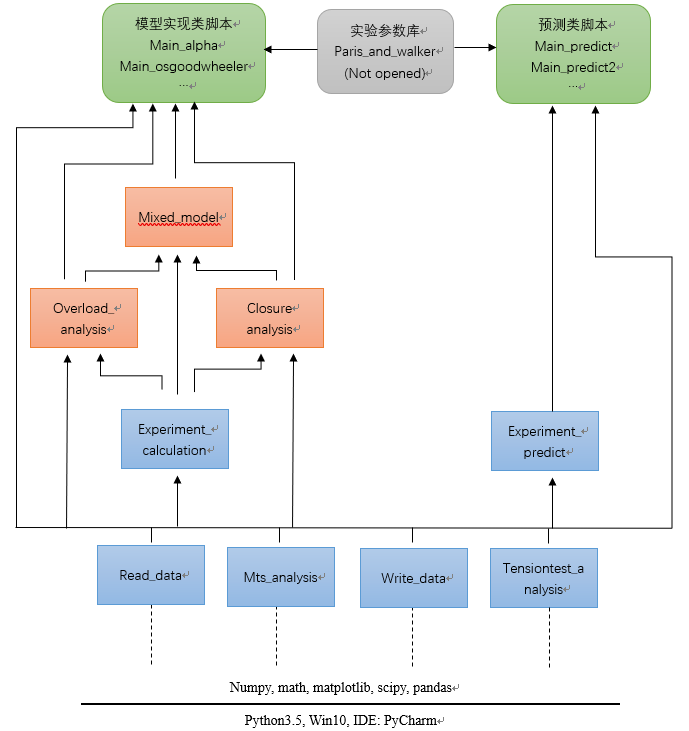 模型实现类脚本
Main_alpha
Main_osgoodwheeler
...
实验参数库
Paris_and_walker
(Not opened)
预测类脚本
Main_predict
Main_predict2
...
Mixed_model
Overload_
analysis
Closure
analysis
Experiment_
calculation
Experiment_
predict
Read_data
Mts_analysis
Write_data
Tensiontest_a
nalysis
Numpy, math, matplotlib, scipy, pandas
Python3.5, Win10, IDE: PyCharm